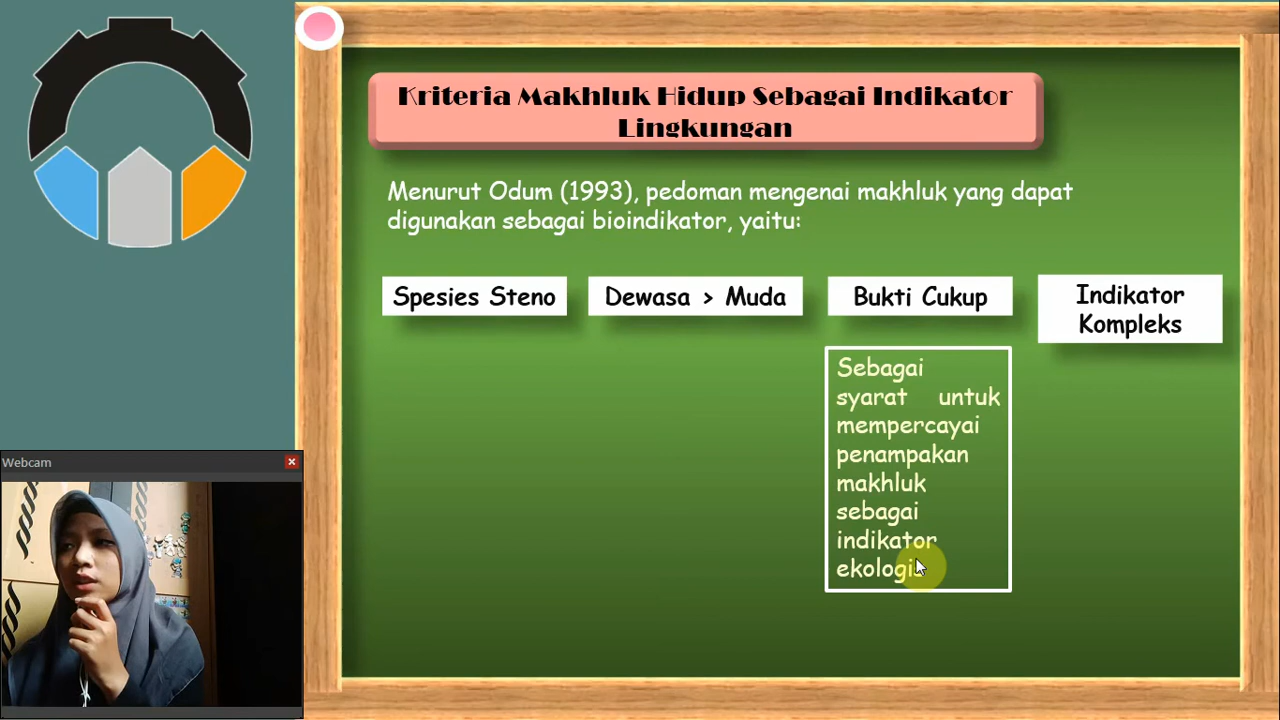 Kriteria Makhluk Hidup Sebagai Indikator
Lingkungan
Menurut Odum (1993), pedoman mengenai makhluk yang dapat
digunakan sebagai bioindikator, yaitu:
Spesies Steno
Dewasa > Muda
Bukti Cukup
Indikator
Kompleks
Sebagai
syarat untuk
mempercayai
penampakan
makhluk
sebagai
indikator
ekologis
Webcam